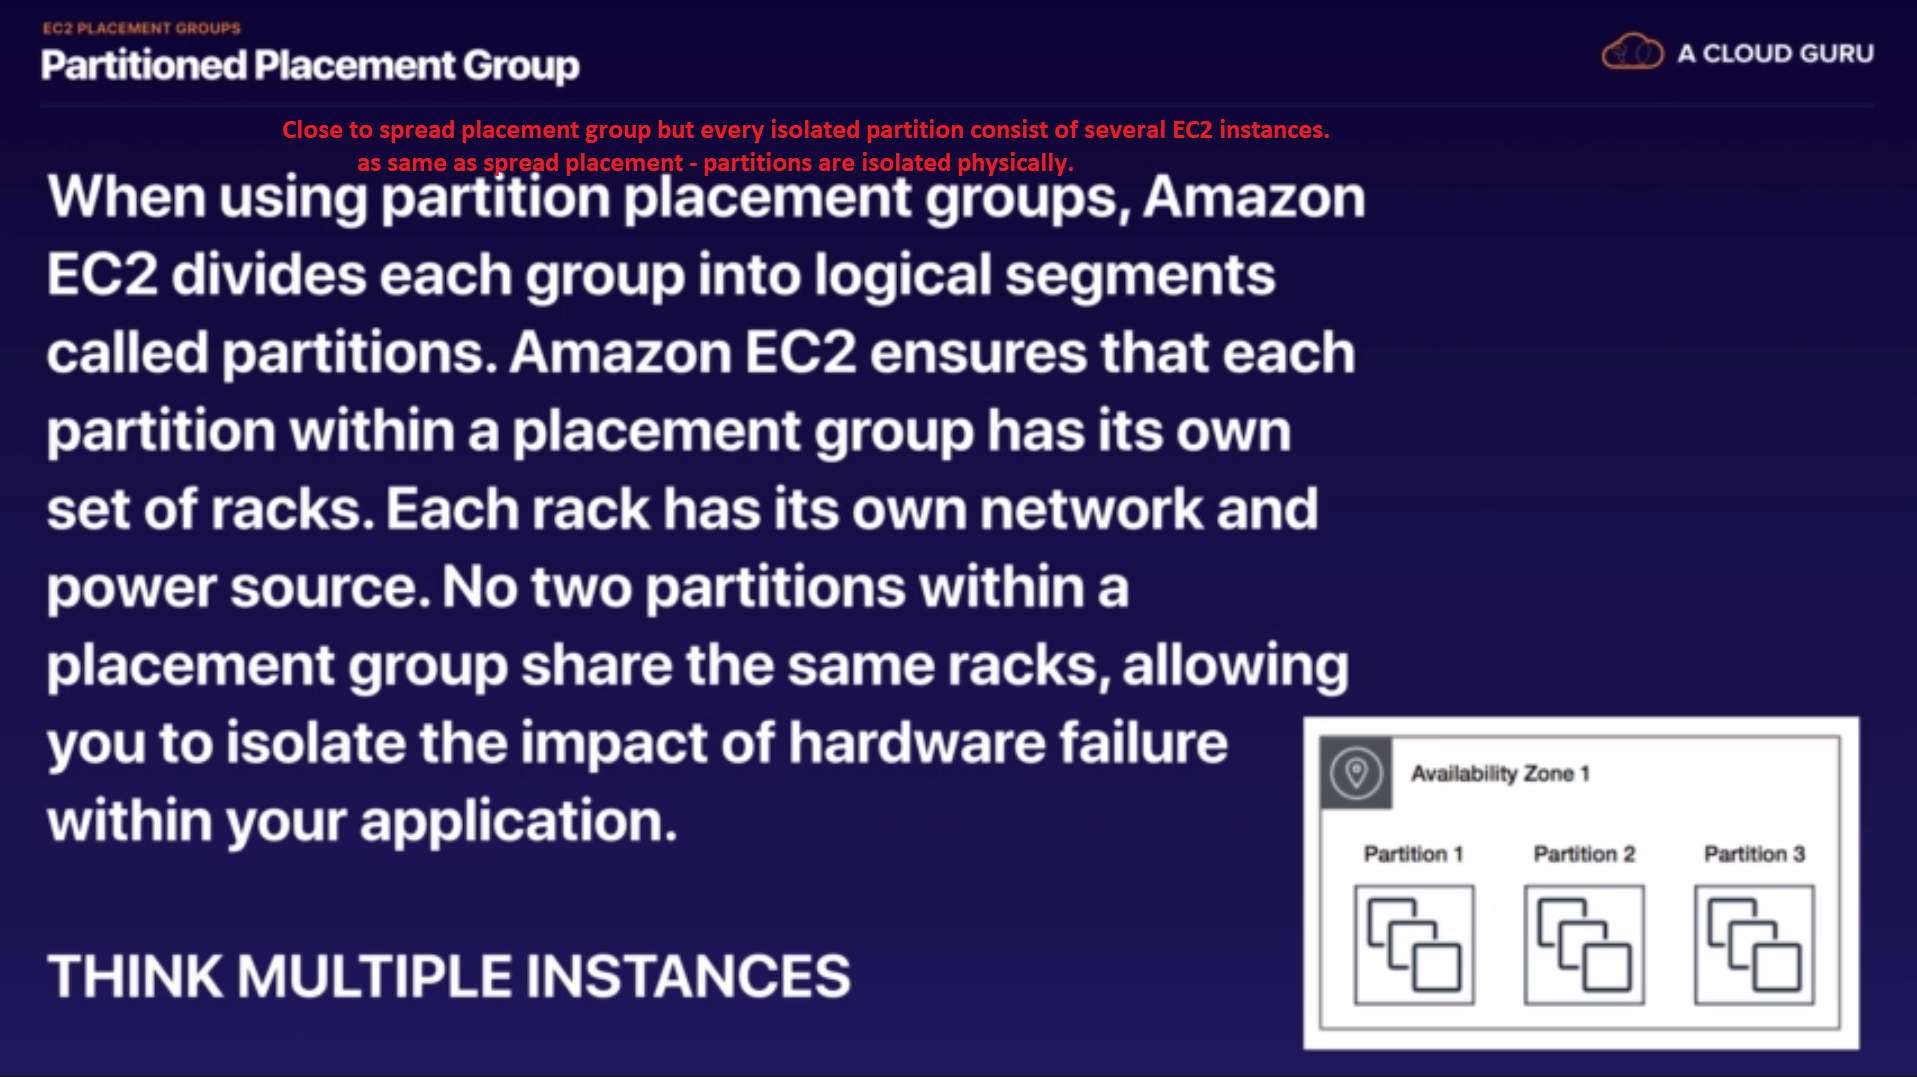 EC2 PLACEMENT GROUPS
Partitioned Placement Group
A CLOUD GURU
Close to spread placement group but every isolated partition consist of several EC2 instances.
as same as spread placement - partitions are isolated physically.
When using partition placement groups, Amazon
EC2 divides each group into logical segments
called partitions. Amazon EC2 ensures that each
partition within a placement group has its own
set of racks. Each rack has its own network and
power source. No two partitions within a
placement group share the same racks, allowing
you to isolate the impact of hardware failure
within your application.
THINK MULTIPLE INSTANCES
Availability Zone 1
Partition 1
Partition 2
Partition 3